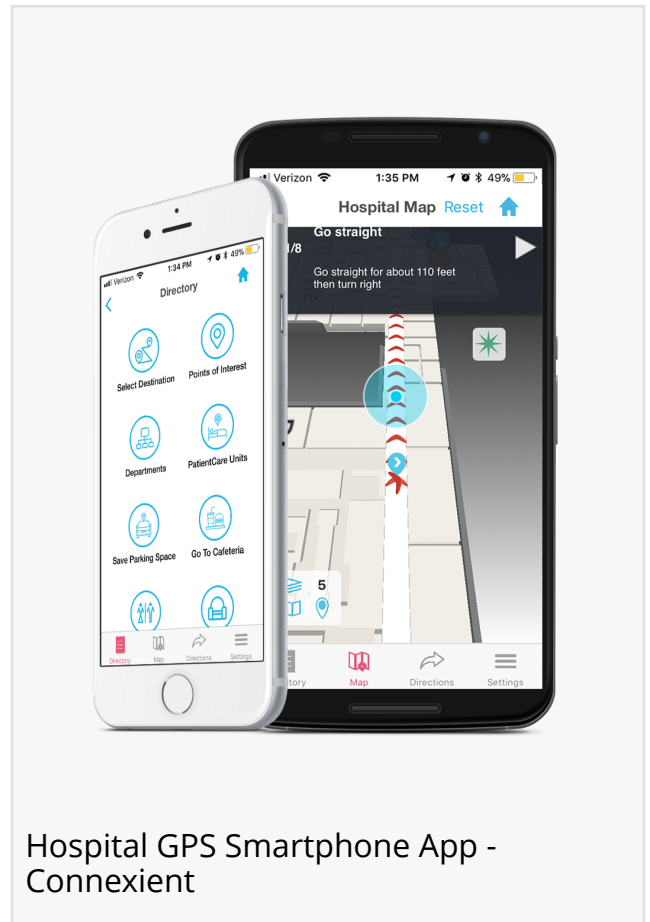 Verizon
1:34 PM
49%
Directory
Select Destination
Points of Interest
Departments
PatientCare Units
Save Parking Space
Go To Cafeteria
Directory
Map
Directions
Settings
Verizon
1:35 PM
49%
Hospital Map
Reset
1/8
Go straight
Go straight for about 110 feet
then turn right
5
Map
Directions
Settings
Hospital GPS Smartphone App -
Connexient